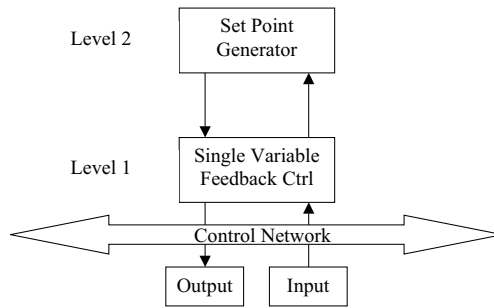 Level 2
Set Point
Generator
Level 1
Single Variable
Feedback Ctrl
Control Network
Output
Input